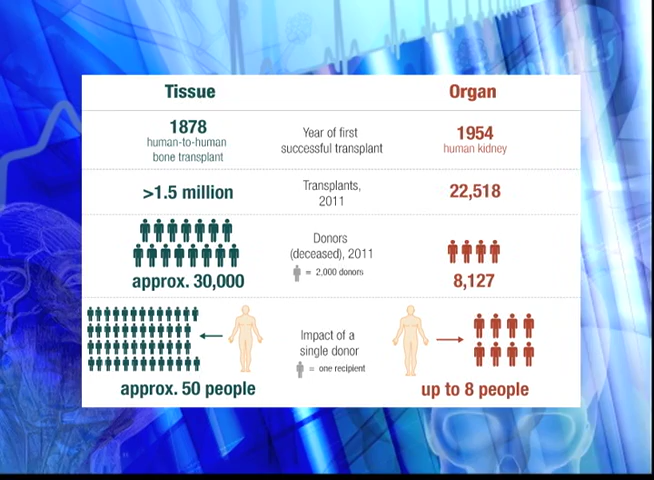 Tissue
Organ
1878
human-to-human
bone transplant
Year of first
successful transplant
1954
human kidney
>1.5 million
Transplants,
2011
22,518
Donors
(deceased), 2011
= 2,000 donors
approx. 30,000
8,127
Impact of a
single donor
= one recipient
approx. 50 people
up to 8 people